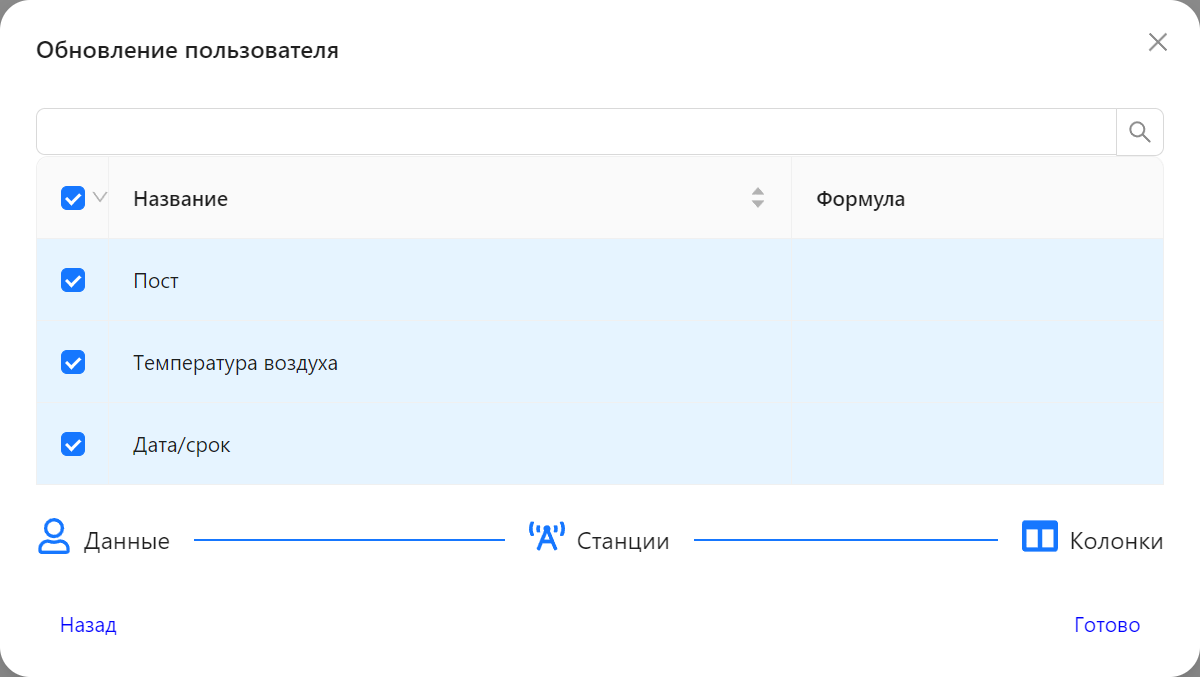 Обновление пользователя
Название Формула
Пост
Температура воздуха
Дата/срок
Данные Станции Колонки
Назад Готово